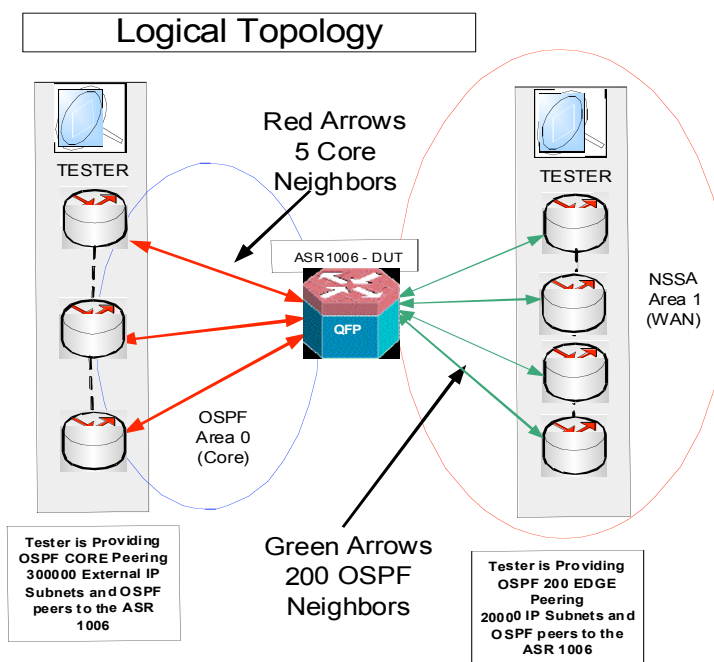 Logical Topology
TESTER
Red Arrows
5 Core
Neighbors
ASR1006 - DUT
QFP
OSPF
Area 0
(Core)
TESTER
NSSA
Area 1
(WAN)
Tester is Providing
OSPF CORE Peering
300000 External IP
Subnets and OSPF
peers to the ASR
1006
Green Arrows
200 OSPF
Neighbors
Tester is Providing
OSPF 200 EDGE
Peering
20000 IP Subnets and
OSPF peers to the
ASR 1006